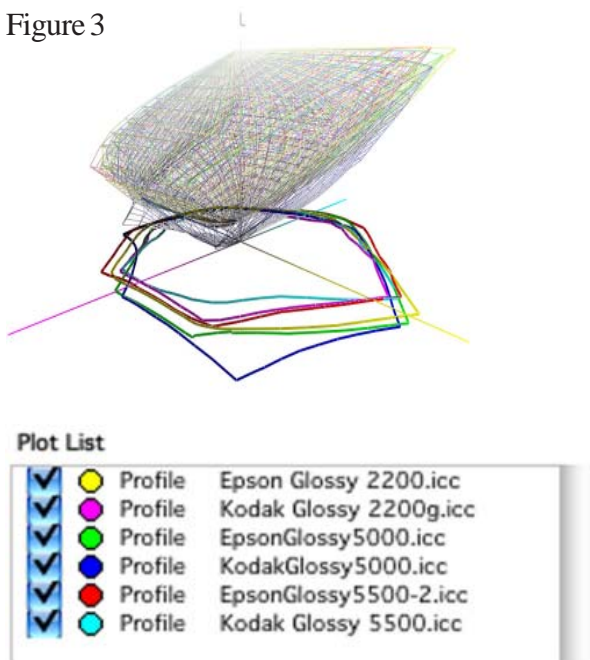 Figure 3
L
Plot List
Profile Epson Glossy 2200.icc
Profile Kodak Glossy 2200g.icc
Profile EpsonGlossy5000.icc
Profile KodakGlossy5000.icc
Profile EpsonGlossy5500-2.icc
Profile Kodak Glossy 5500.icc